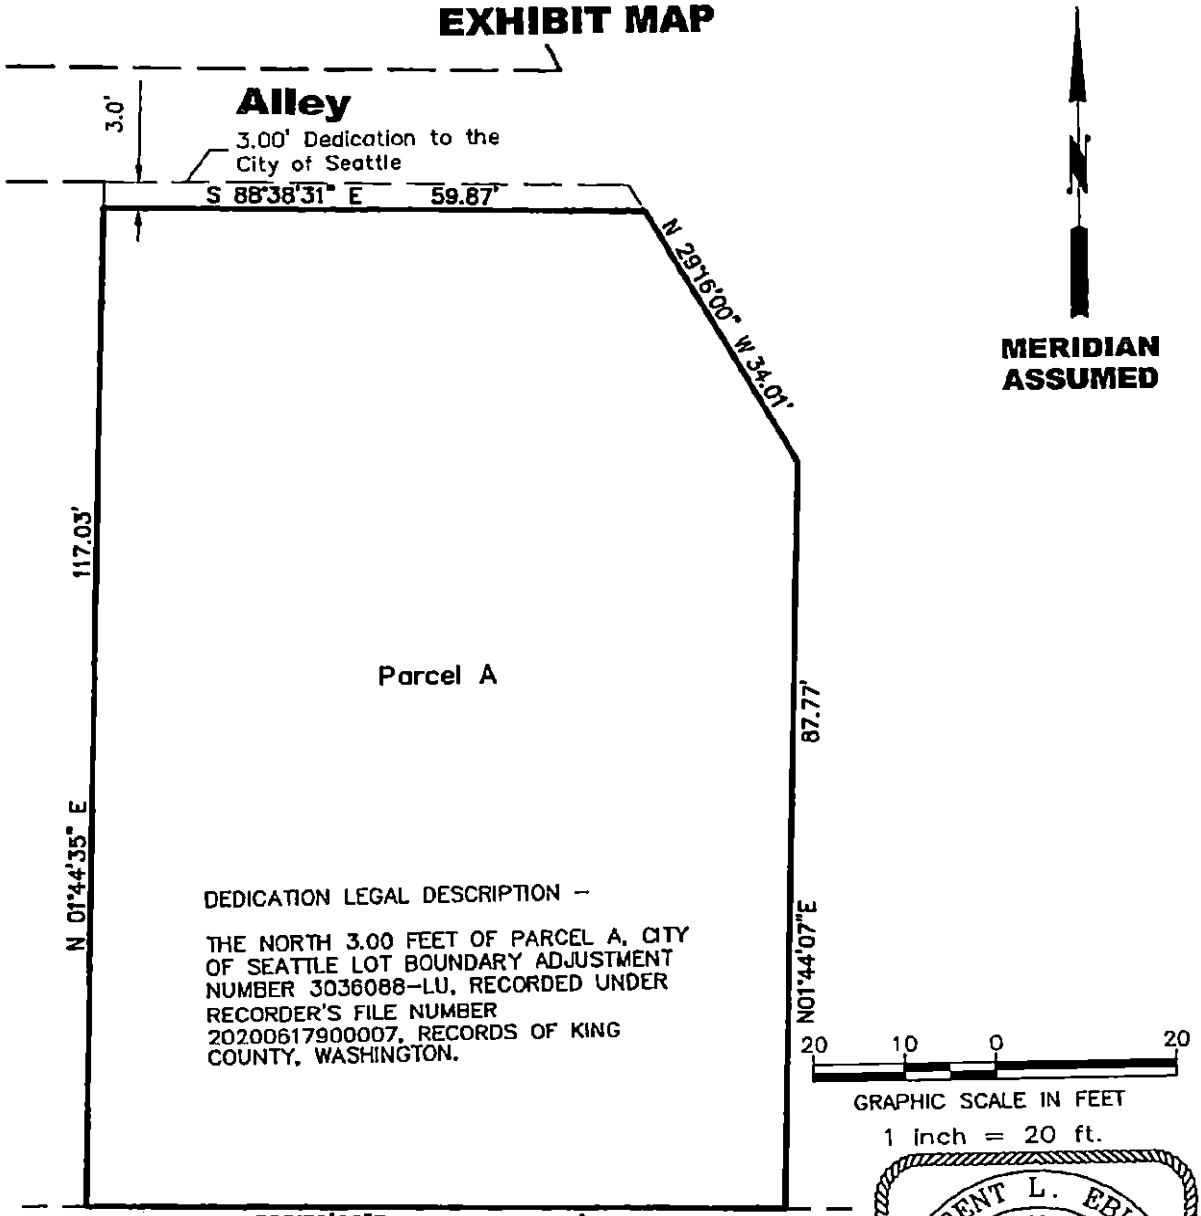 EXHIBIT MAP
Alley
3.0'
3.00' Dedication to the
City of Seattle
S 88°38'31" E 59.87'
N 29°16'00" W 34.01'
N
MERIDIAN
ASSUMED
117.03'
N 01°44'35" E
Parcel A
87.77'
N01°44'07"E
DEDICATION LEGAL DESCRIPTION –
THE NORTH 3.00 FEET OF PARCEL A, CITY
OF SEATTLE LOT BOUNDARY ADJUSTMENT
NUMBER 3036088-LU, RECORDED UNDER
RECORDER'S FILE NUMBER
20200617900007, RECORDS OF KING
COUNTY, WASHINGTON.
20 10 0 20
GRAPHIC SCALE IN FEET
1 inch = 20 ft.
L.